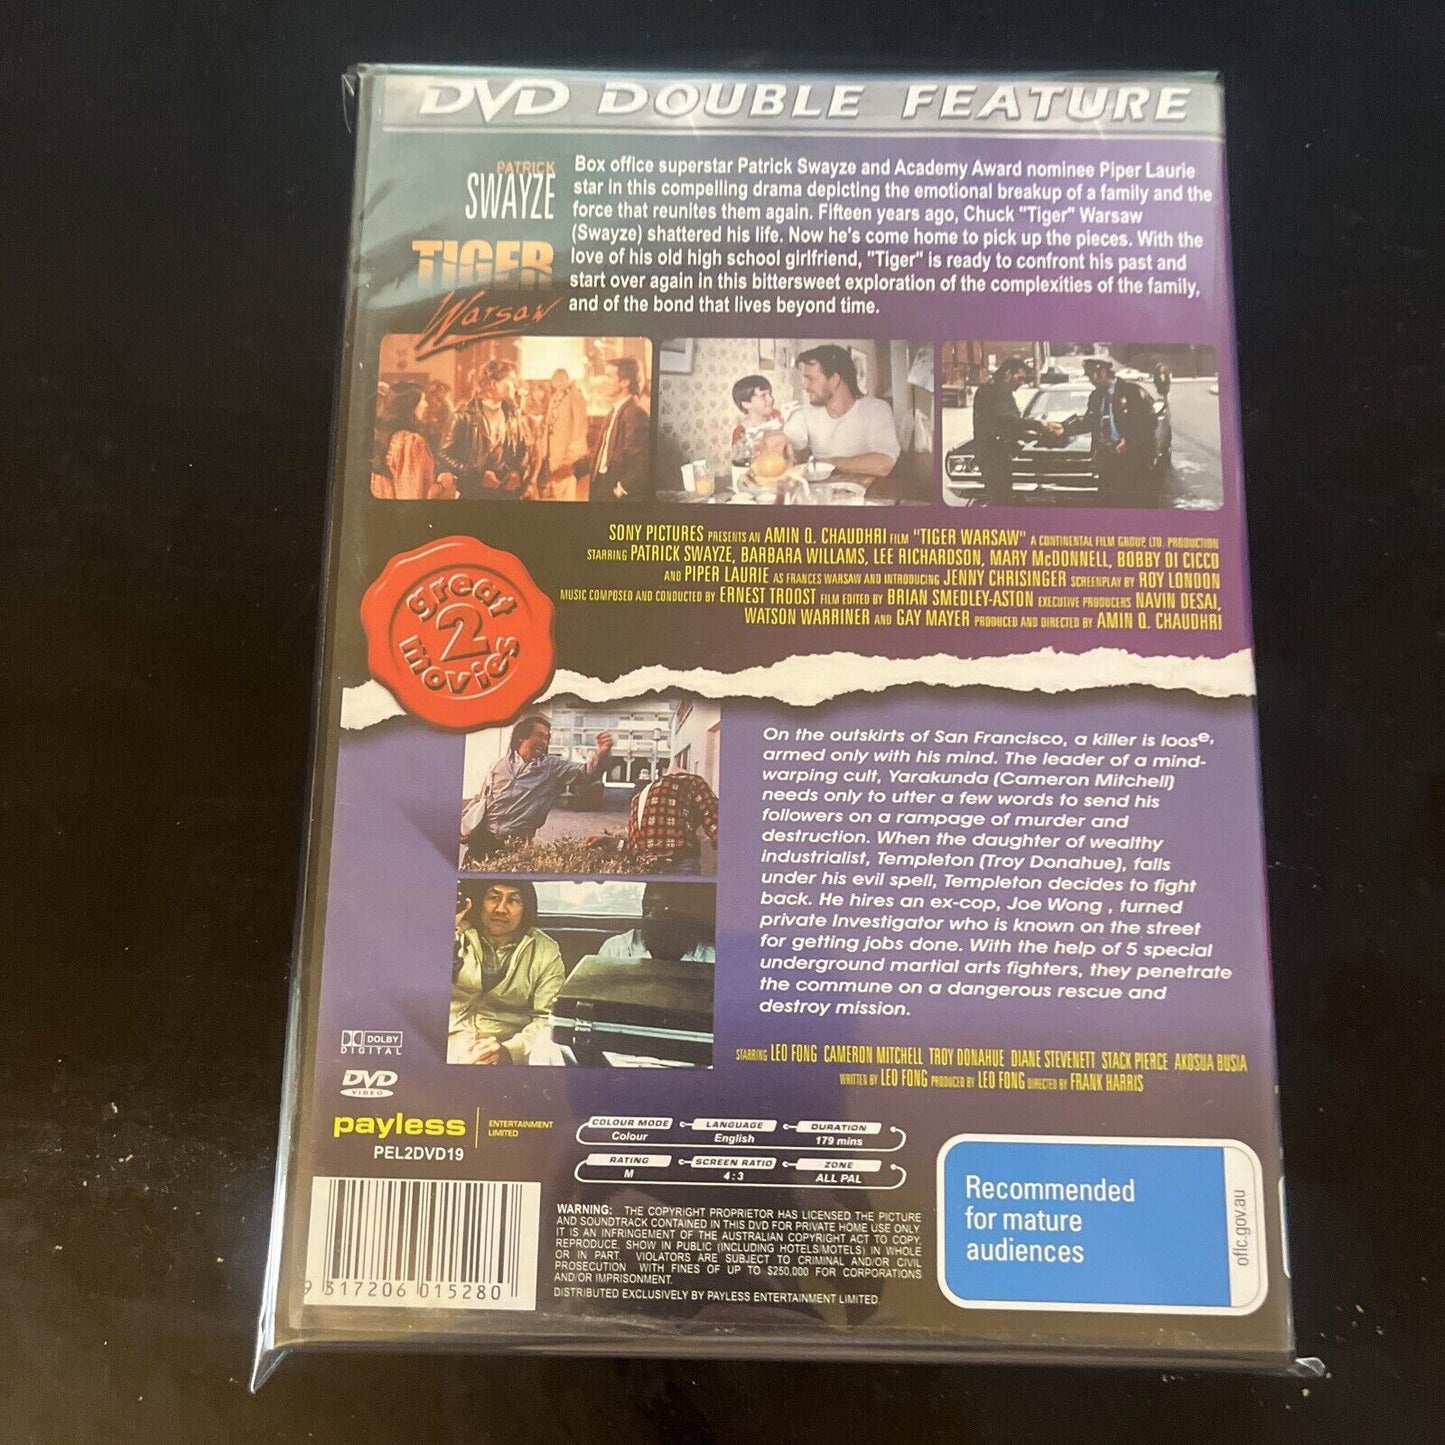 DVD DOUBLE FEATURE
PATRICK
SWAYZE
TIGER
Warsaw
Box office superstar Patrick Swayze and Academy Award nominee Piper Laurie
star in this compelling drama depicting the emotional breakup of a family and the
force that reunites them again. Fifteen years ago, Chuck "Tiger" Warsaw
(Swayze) shattered his life. Now he's come home to pick up the pieces. With the
love of his old high school girlfriend, "Tiger" is ready to confront his past and
start over again in this bittersweet exploration of the complexities of the family,
and of the bond that lives beyond time.
SONY PICTURES PRESENTS AN AMIN Q. CHAUDHRI FILM "TIGER WARSAW" A CONTINENTAL FILM GROUP, LTD. PRODUCTION
STARRING PATRICK SWAYZE, BARBARA WILLAMS, LEE RICHARDSON, MARY McDONNELL, BOBBY DI CICCO
AND PIPER LAURIE AS FRANCES WARSAW AND INTRODUCING JENNY CHRISINGER SCREENPLAY BY ROY LONDON
MUSIC COMPOSED AND CONDUCTED BY ERNEST TROOST FILM EDITED BY BRIAN SMEDLEY-ASTON EXECUTIVE PRODUCERS NAVIN DESAI,
WATSON WARRINER AND GAY MAYER PRODUCED AND DIRECTED BY AMIN Q. CHAUDHRI
great
2
movies
On the outskirts of San Francisco, a killer is loose,
armed only with his mind. The leader of a mind-
warping cult, Yarakunda (Cameron Mitchell)
needs only to utter a few words to send his
followers on a rampage of murder and
destruction. When the daughter of wealthy
industrialist, Templeton (Troy Donahue), falls
under his evil spell, Templeton decides to fight
back. He hires an ex-cop, Joe Wong , turned
private Investigator who is known on the street
for getting jobs done. With the help of 5 special
underground martial arts fighters, they penetrate
the commune on a dangerous rescue and
destroy mission.
STARRING LEO FONG CAMERON MITCHELL TROY DONAHUE DIANE STEVENETT STACK PIERCE AKOSUA BUSIA
WRITTEN BY LEO FONG PRODUCED BY LEO FONG DIRECTED BY FRANK HARRIS
DOLBY
DIGITAL
DVD
VIDEO
payless
ENTERTAINMENT
LIMITED
PEL2DVD19
COLOUR MODE LANGUAGE DURATION
Colour English 179 mins
RATING SCREEN RATIO ZONE
M 4:3 ALL PAL
WARNING: THE COPYRIGHT PROPRIETOR HAS LICENSED THE PICTURE
AND SOUNDTRACK CONTAINED IN THIS DVD FOR PRIVATE HOME USE ONLY
IT IS AN INFRINGEMENT OF THE AUSTRALIAN COPYRIGHT ACT TO COPY,
REPRODUCE, SHOW IN PUBLIC (INCLUDING HOTELS/MOTELS) IN WHOLE
OR IN PART. VIOLATORS ARE SUBJECT TO CRIMINAL AND/OR CIVIL
PROSECUTION WITH FINES OF UP TO $250,000 FOR CORPORATIONS
AND/OR IMPRISONMENT.
DISTRIBUTED EXCLUSIVELY BY PAYLESS ENTERTAINMENT LIMITED.
9 317206 015280
Recommended
for mature
audiences
oflc.gov.au